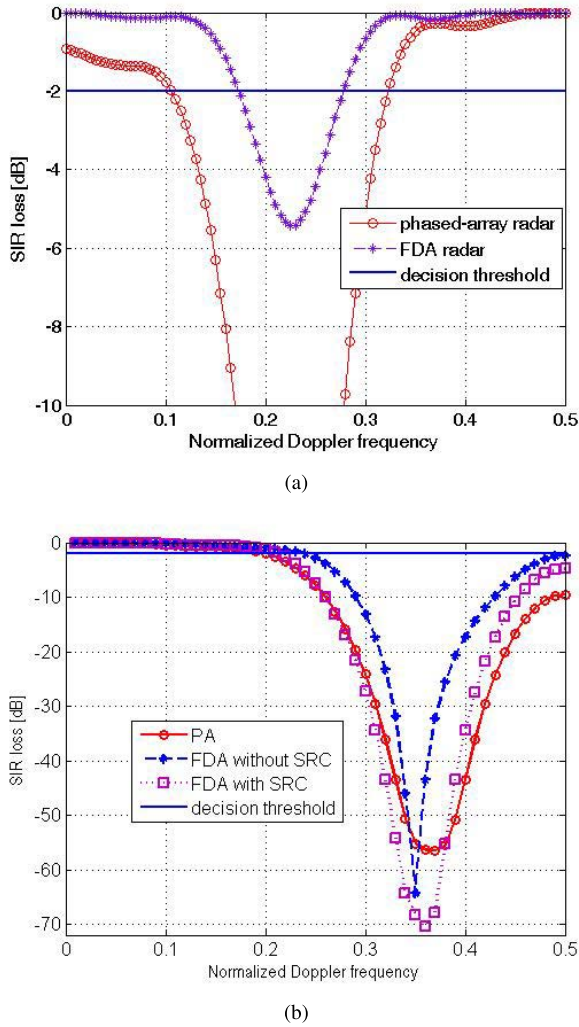 0
-2
-4
-6
-8
-10
SIR loss [dB]
phased-array radar
FDA radar
decision threshold
0 0.1 0.2 0.3 0.4 0.5
Normalized Doppler frequency
(a)
0
-10
-20
-30
-40
-50
-60
-70
SIR loss [dB]
PA
FDA without SRC
FDA with SRC
decision threshold
0 0.1 0.2 0.3 0.4 0.5
Normalized Doppler frequency
(b)